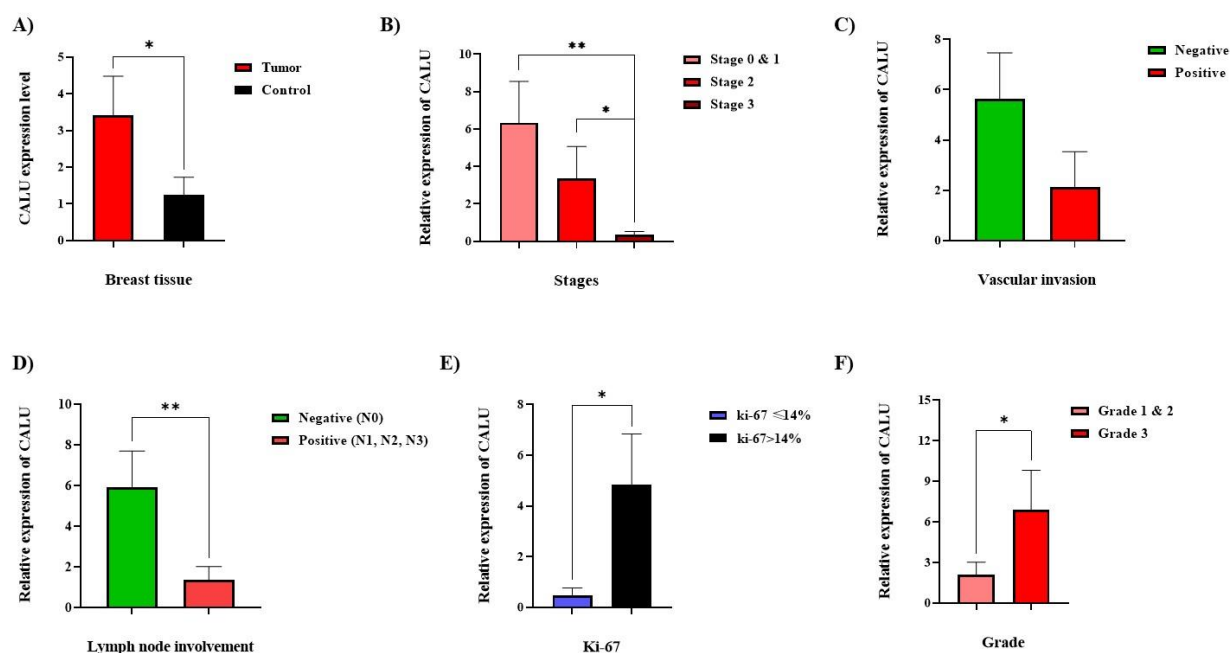 A)
CALU expression level
5
4
3
2
1
0
*
Tumor
Control
Breast tissue
B)
Relative expression of CALU
10
8
6
4
2
0
**
*
Stage 0 & 1
Stage 2
Stage 3
Stages
C)
Relative expression of CALU
8
6
4
2
0
Negative
Positive
Vascular invasion
D)
Relative expression of CALU
10
8
6
4
2
0
**
Negative (N0)
Positive (N1, N2, N3)
Lymph node involvement
E)
Relative expression of CALU
8
6
4
2
0
*
ki-67 ⩽14%
ki-67>14%
Ki-67
F)
Relative expression of CALU
15
12
9
6
3
0
*
Grade 1 & 2
Grade 3
Grade